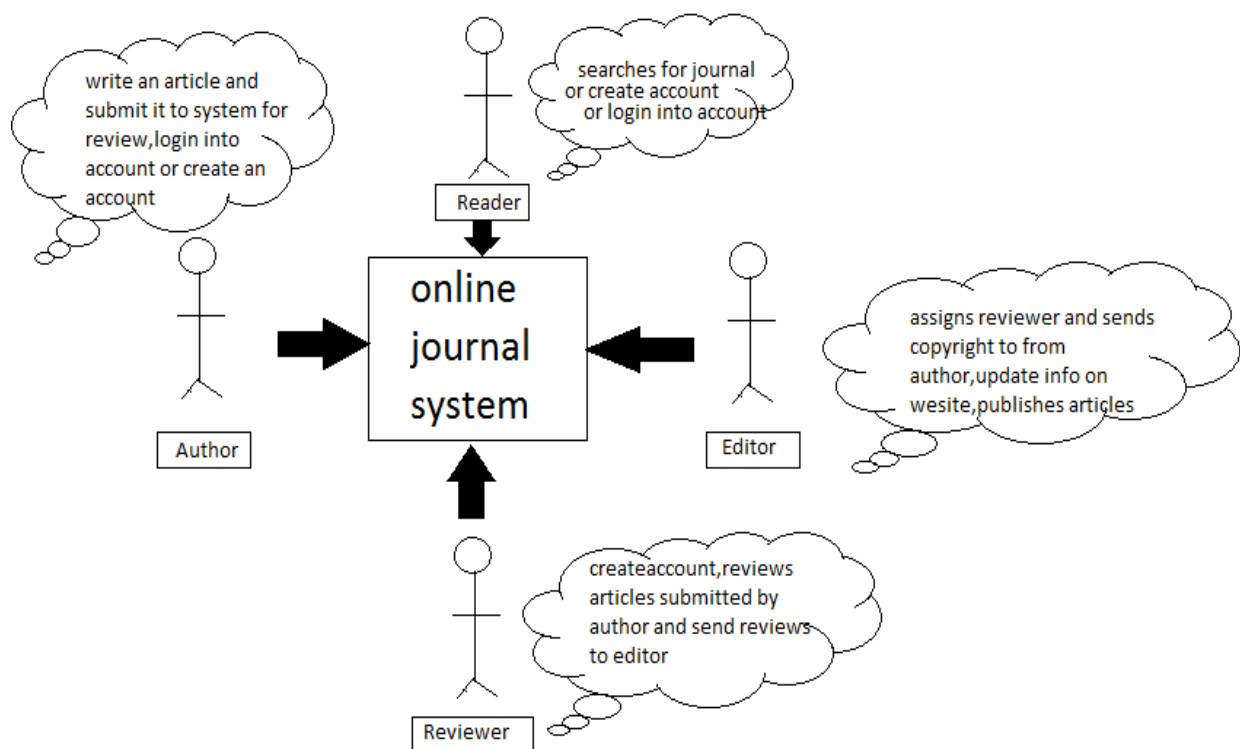 write an article and
submit it to system for
review,login into
account or create an
account
searches for journal
or create account
or login into account
Reader
online
journal
system
Author
assigns reviewer and sends
copyright to from
author,update info on
wesite,publishes articles
Editor
createaccount,reviews
articles submitted by
author and send reviews
to editor
Reviewer